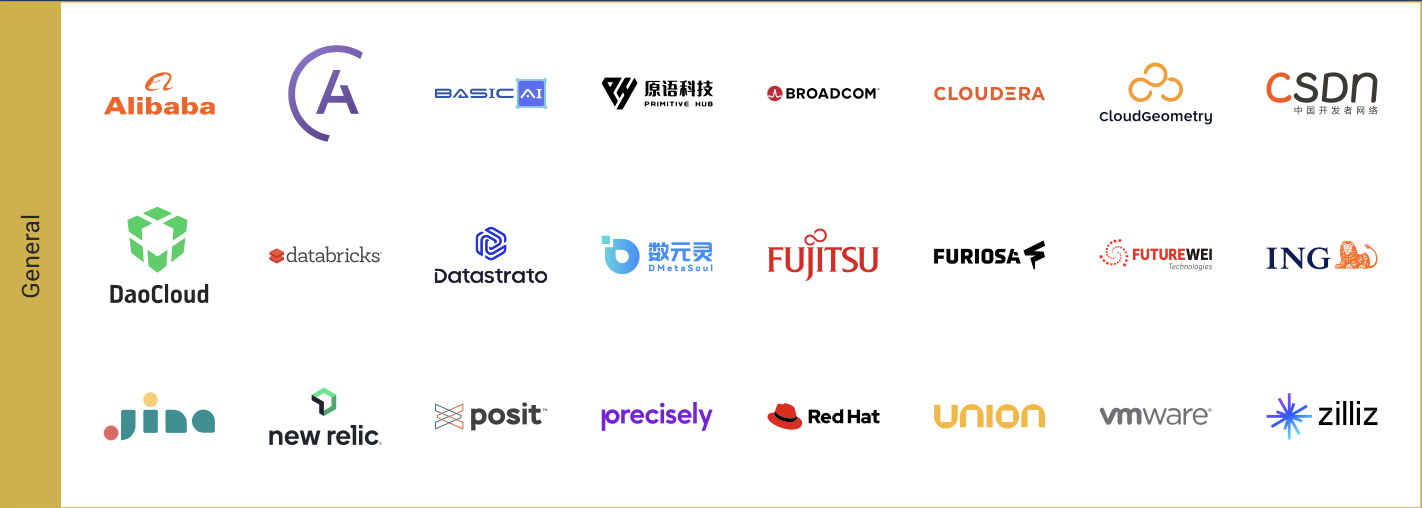 General
Alibaba
A
BASIC AI
原语科技
PRIMITIVE HUB
BROADCOM®
CLOUDERA
CloudGeometry
CSDN
中国开发者网络
DaoCloud
databricks
Datastrato
数元灵
DMetaSoul
FUJITSU
FURIOSA
FUTUREWEI
Technologies
ING
Jina
new relic.
posit™
precisely
Red Hat
union
vmware®
zilliz